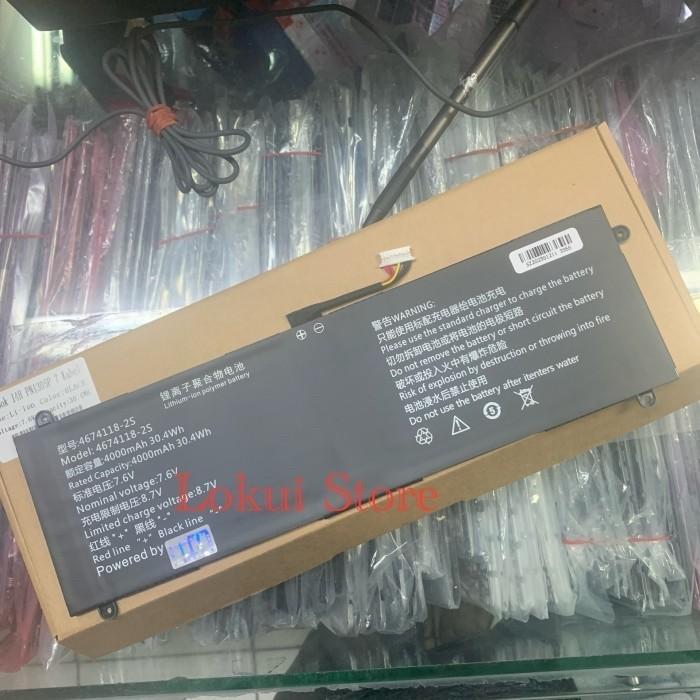 锂离子聚合物电池
Lithium-ion polymer battery
型号:4674118-2S
Model:4674118-2S
额定容量:4000mAh 30.4Wh
Rated Capacity:4000mAh 30.4Wh
标准电压:7.6V
Nominal voltage:7.6V
充电限制电压:8.7V
Limited charge voltage:8.7V
红线 "+" 黑线 "-"
Red line "+" Black line
Powered by
警告WARNING:
只能使用标配充电器给电池充电
Please use the standard charger to charge the battery
切勿拆卸电池或将电池的电极短路
Do not remove the battery or short circuit the battery
破坏或投入火中有爆炸危险
Risk of explosion by destruction or throwing into fire
电池浸水后禁止使用
Do not use the battery after itenters water
Lokui Store